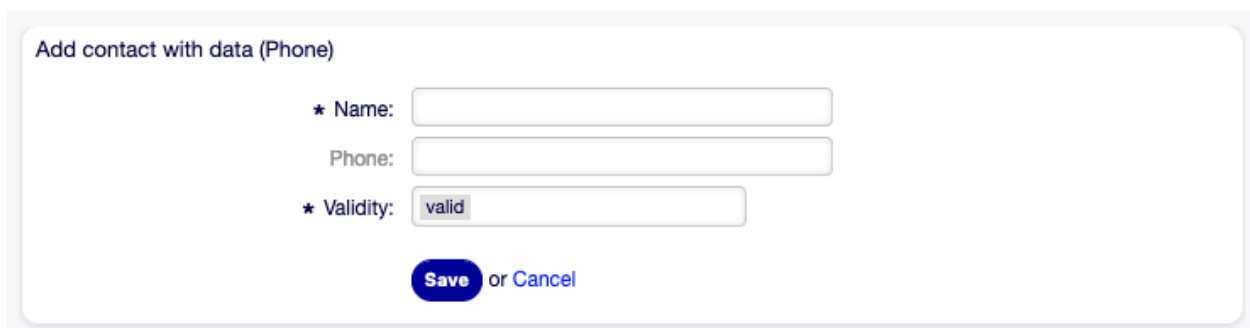 Add contact with data (Phone)
★ Name:
Phone:
★ Validity: valid
Save or Cancel